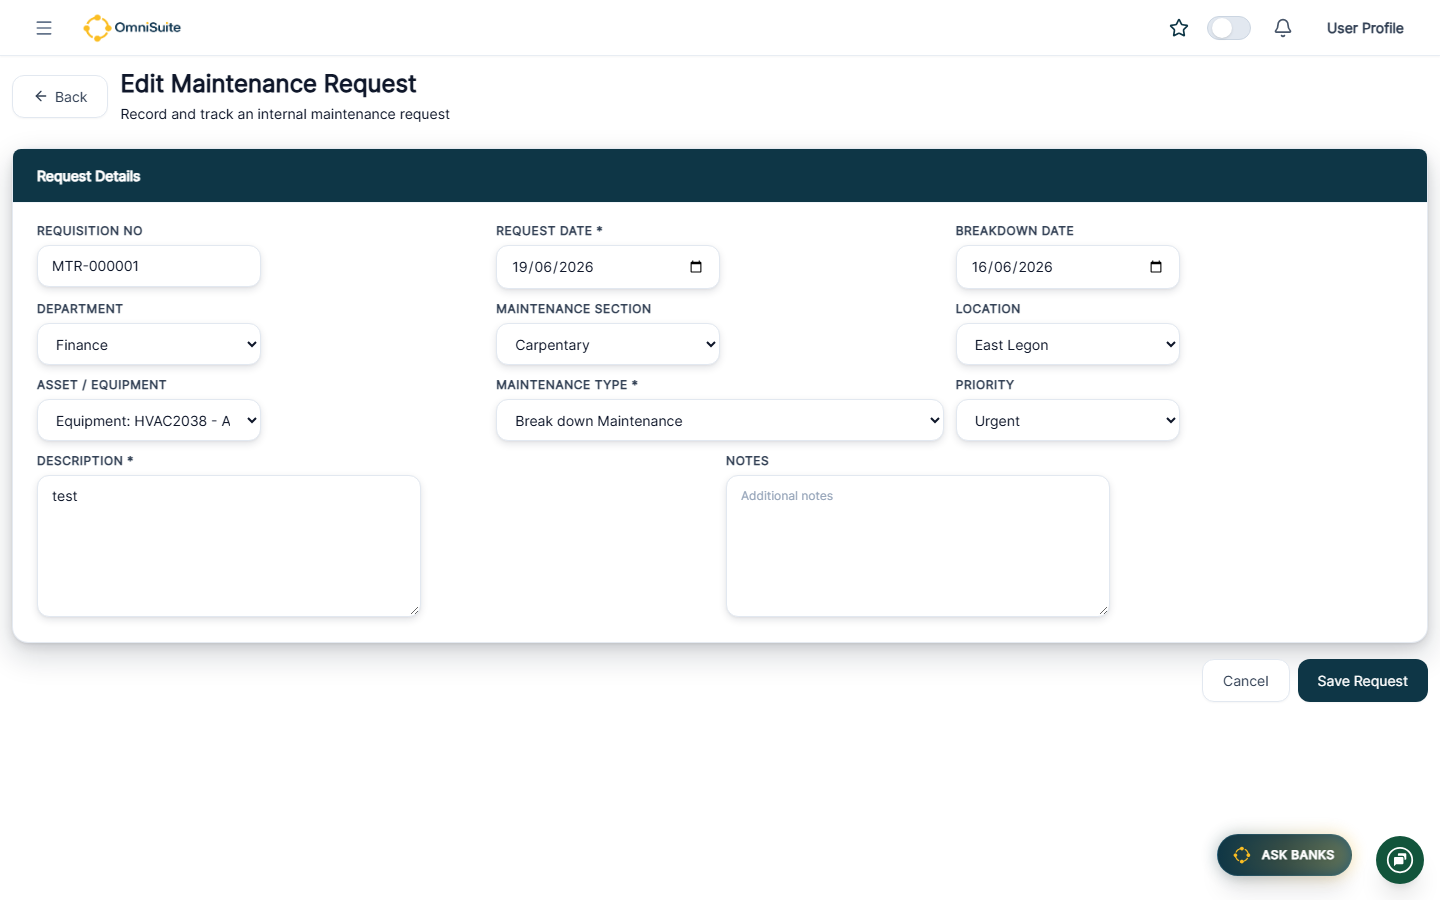 OmniSuite
User Profile
Back
Edit Maintenance Request
Record and track an internal maintenance request
Request Details
REQUISITION NO
REQUEST DATE *
BREAKDOWN DATE
MTR-000001
19/06/2026
16/06/2026
DEPARTMENT
MAINTENANCE SECTION
LOCATION
Finance
Carpentary
East Legon
ASSET / EQUIPMENT
MAINTENANCE TYPE *
PRIORITY
Equipment: HVAC2038 - A
Break down Maintenance
Urgent
DESCRIPTION *
NOTES
test
Additional notes
Cancel
Save Request
ASK BANKS